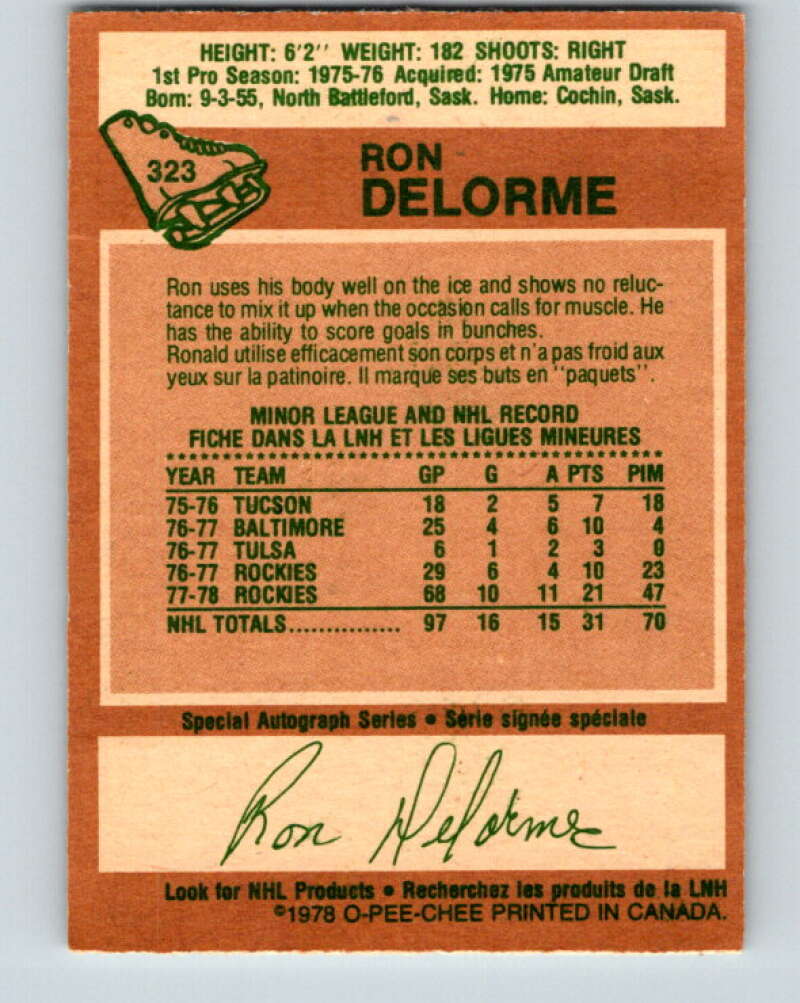 HEIGHT: 6'2'' WEIGHT: 182 SHOOTS: RIGHT
1st Pro Season: 1975-76 Acquired: 1975 Amateur Draft
Born: 9-3-55, North Battleford, Sask. Home: Cochin, Sask.
323
RON
DELORME
Ron uses his body well on the ice and shows no reluc-
tance to mix it up when the occasion calls for muscle. He
has the ability to score goals in bunches.
Ronald utilise efficacement son corps et n'a pas froid aux
yeux sur la patinoire. Il marque ses buts en ''paquets''.
MINOR LEAGUE AND NHL RECORD
FICHE DANS LA LNH ET LES LIGUES MINEURES
YEAR TEAM GP G A PTS PIM
75-76 TUCSON 18 2 5 7 18
76-77 BALTIMORE 25 4 6 10 4
76-77 TULSA 6 1 2 3 0
76-77 ROCKIES 29 6 4 10 23
77-78 ROCKIES 68 10 11 21 47
NHL TOTALS............... 97 16 15 31 70
Special Autograph Series • Série signée spéciale
Ron Delorme
Look for NHL Products • Recherchez les produits de la LNH
©1978 O-PEE-CHEE PRINTED IN CANADA.